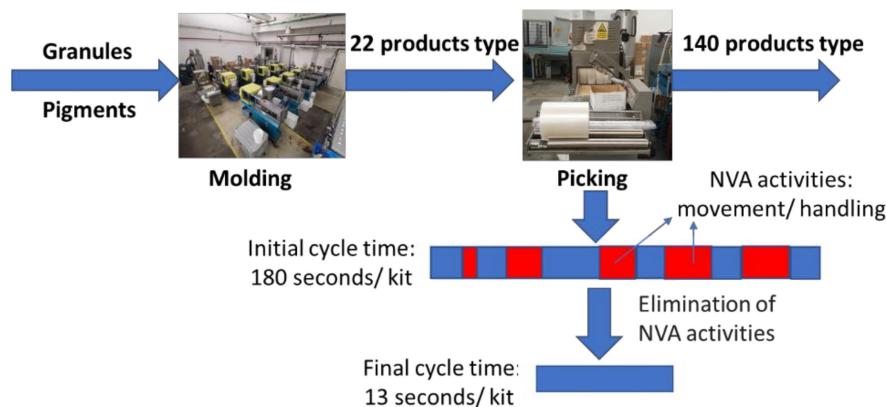 Granules
Pigments
22 products type
140 products type
Molding
Picking
NVA activities:
movement/ handling
Initial cycle time:
180 seconds/ kit
Elimination of
NVA activities
Final cycle time:
13 seconds/ kit